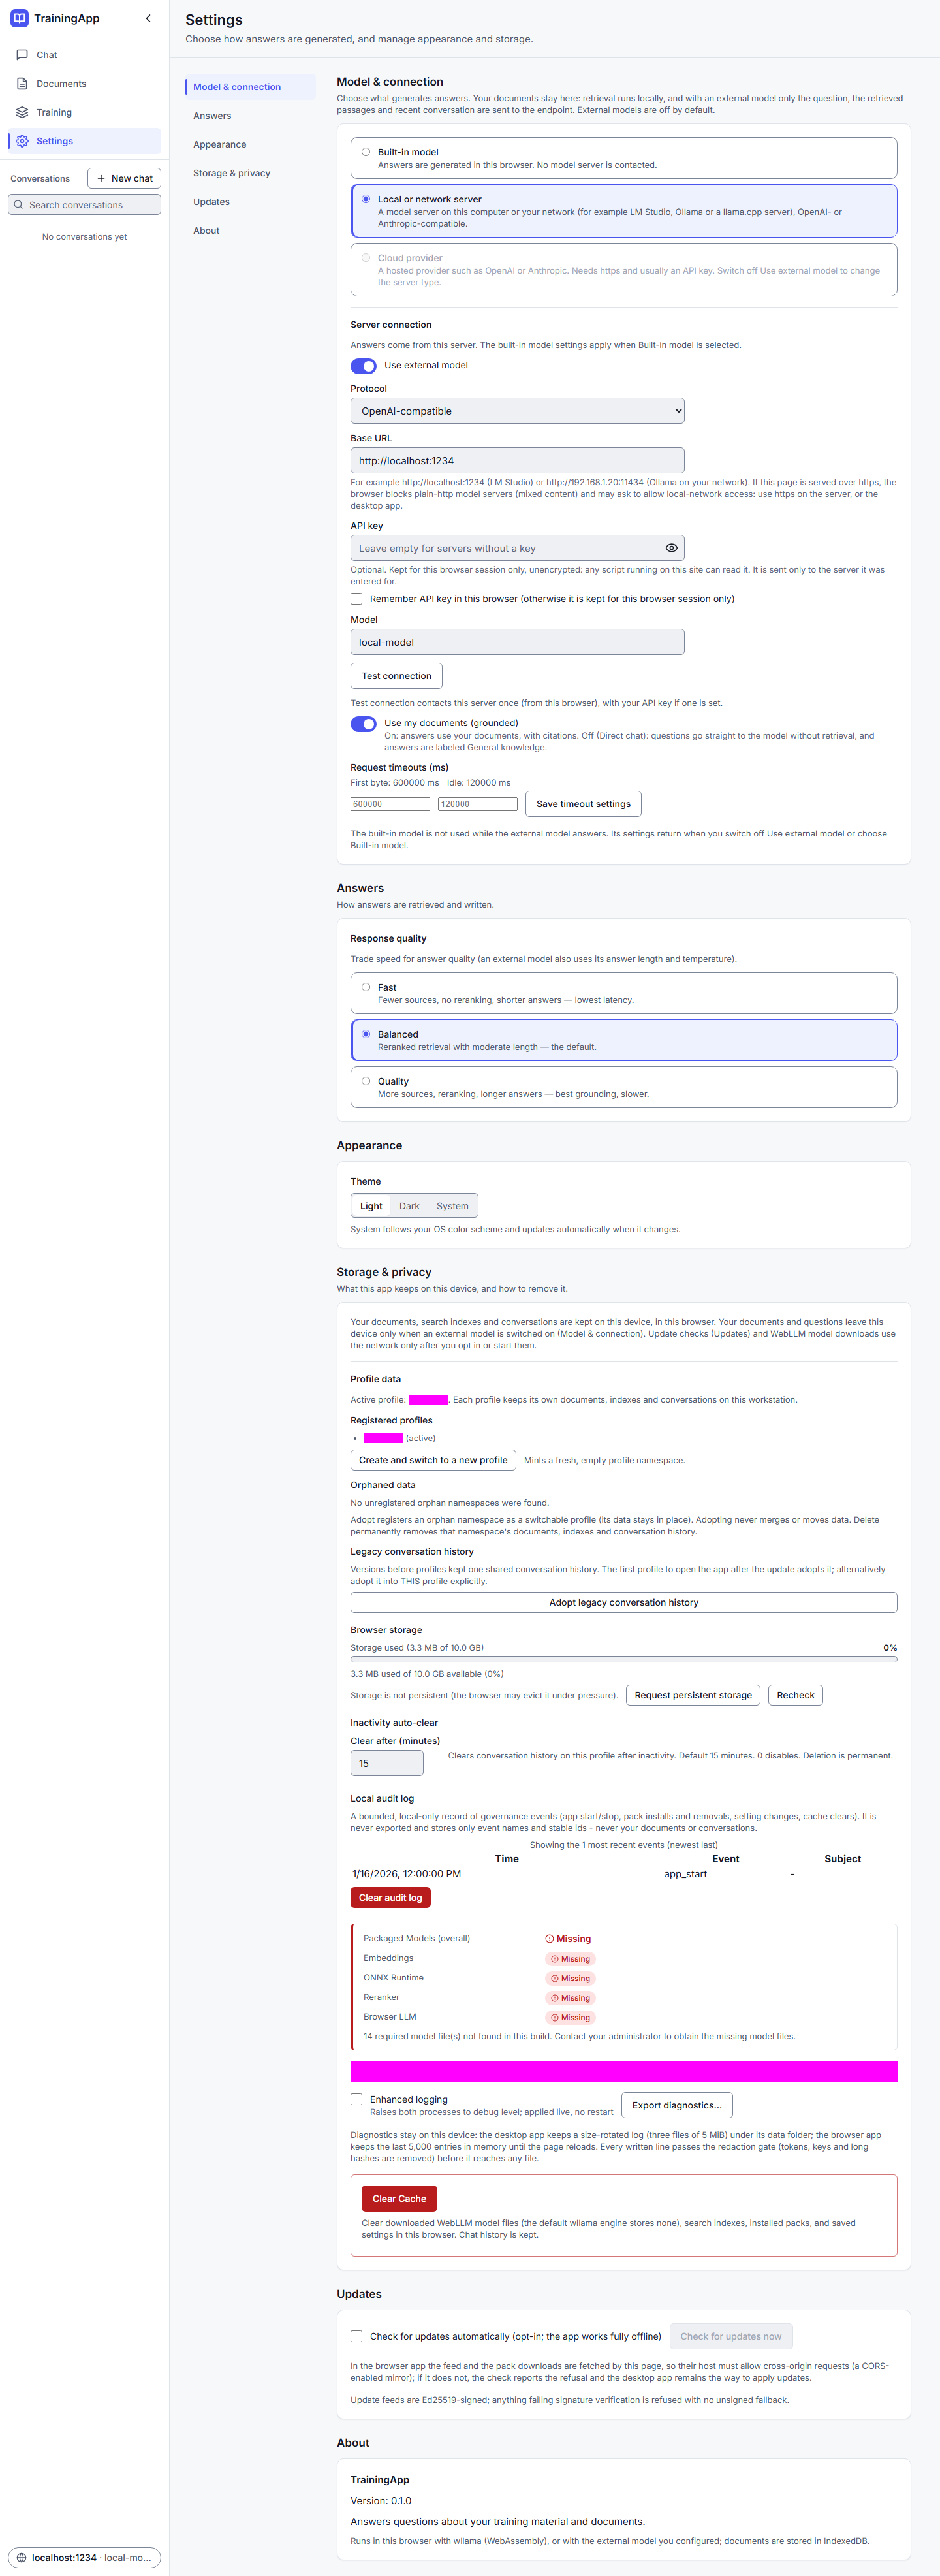 TrainingApp
Chat
Documents
Training
Settings
Conversations
New chat
Search conversations
No conversations yet
localhost:1234 · local-mo...
Settings
Choose how answers are generated, and manage appearance and storage.
Model & connection
Answers
Appearance
Storage & privacy
Updates
About
Model & connection
Choose what generates answers. Your documents stay here: retrieval runs locally, and with an external model only the question, the retrieved
passages and recent conversation are sent to the endpoint. External models are off by default.
Built-in model
Answers are generated in this browser. No model server is contacted.
Local or network server
A model server on this computer or your network (for example LM Studio, Ollama or a llama.cpp server), OpenAI- or
Anthropic-compatible.
Cloud provider
A hosted provider such as OpenAI or Anthropic. Needs https and usually an API key. Switch off Use external model to change
the server type.
Server connection
Answers come from this server. The built-in model settings apply when Built-in model is selected.
Use external model
Protocol
OpenAI-compatible
Base URL
http://localhost:1234
For example http://localhost:1234 (LM Studio) or http://192.168.1.20:11434 (Ollama on your network). If this page is served over https, the
browser blocks plain-http model servers (mixed content) and may ask to allow local-network access: use https on the server, or the
desktop app.
API key
Leave empty for servers without a key
Optional. Kept for this browser session only, unencrypted: any script running on this site can read it. It is sent only to the server it was
entered for.
Remember API key in this browser (otherwise it is kept for this browser session only)
Model
local-model
Test connection
Test connection contacts this server once (from this browser), with your API key if one is set.
Use my documents (grounded)
On: answers use your documents, with citations. Off (Direct chat): questions go straight to the model without retrieval, and
answers are labeled General knowledge.
Request timeouts (ms)
First byte: 600000 ms Idle: 120000 ms
600000 120000 Save timeout settings
The built-in model is not used while the external model answers. Its settings return when you switch off Use external model or choose
Built-in model.
Answers
How answers are retrieved and written.
Response quality
Trade speed for answer quality (an external model also uses its answer length and temperature).
Fast
Fewer sources, no reranking, shorter answers — lowest latency.
Balanced
Reranked retrieval with moderate length — the default.
Quality
More sources, reranking, longer answers — best grounding, slower.
Appearance
Theme
Light Dark System
System follows your OS color scheme and updates automatically when it changes.
Storage & privacy
What this app keeps on this device, and how to remove it.
Your documents, search indexes and conversations are kept on this device, in this browser. Your documents and questions leave this
device only when an external model is switched on (Model & connection). Update checks (Updates) and WebLLM model downloads use
the network only after you opt in or start them.
Profile data
Active profile: Each profile keeps its own documents, indexes and conversations on this workstation.
Registered profiles
• (active)
Create and switch to a new profile Mints a fresh, empty profile namespace.
Orphaned data
No unregistered orphan namespaces were found.
Adopt registers an orphan namespace as a switchable profile (its data stays in place). Adopting never merges or moves data. Delete
permanently removes that namespace's documents, indexes and conversation history.
Legacy conversation history
Versions before profiles kept one shared conversation history. The first profile to open the app after the update adopts it; alternatively
adopt it into THIS profile explicitly.
Adopt legacy conversation history
Browser storage
Storage used (3.3 MB of 10.0 GB) 0%
3.3 MB used of 10.0 GB available (0%)
Storage is not persistent (the browser may evict it under pressure). Request persistent storage Recheck
Inactivity auto-clear
Clear after (minutes)
15 Clears conversation history on this profile after inactivity. Default 15 minutes. 0 disables. Deletion is permanent.
Local audit log
A bounded, local-only record of governance events (app start/stop, pack installs and removals, setting changes, cache clears). It is
never exported and stores only event names and stable ids - never your documents or conversations.
Showing the 1 most recent events (newest last)
Time Event Subject
1/16/2026, 12:00:00 PM app_start -
Clear audit log
Packaged Models (overall) Missing
Embeddings Missing
ONNX Runtime Missing
Reranker Missing
Browser LLM Missing
14 required model file(s) not found in this build. Contact your administrator to obtain the missing model files.
Enhanced logging
Raises both processes to debug level; applied live, no restart
Export diagnostics...
Diagnostics stay on this device: the desktop app keeps a size-rotated log (three files of 5 MiB) under its data folder; the browser app
keeps the last 5,000 entries in memory until the page reloads. Every written line passes the redaction gate (tokens, keys and long
hashes are removed) before it reaches any file.
Clear Cache
Clear downloaded WebLLM model files (the default wllama engine stores none), search indexes, installed packs, and saved
settings in this browser. Chat history is kept.
Updates
Check for updates automatically (opt-in; the app works fully offline) Check for updates now
In the browser app the feed and the pack downloads are fetched by this page, so their host must allow cross-origin requests (a CORS-
enabled mirror); if it does not, the check reports the refusal and the desktop app remains the way to apply updates.
Update feeds are Ed25519-signed; anything failing signature verification is refused with no unsigned fallback.
About
TrainingApp
Version: 0.1.0
Answers questions about your training material and documents.
Runs in this browser with wllama (WebAssembly), or with the external model you configured; documents are stored in IndexedDB.